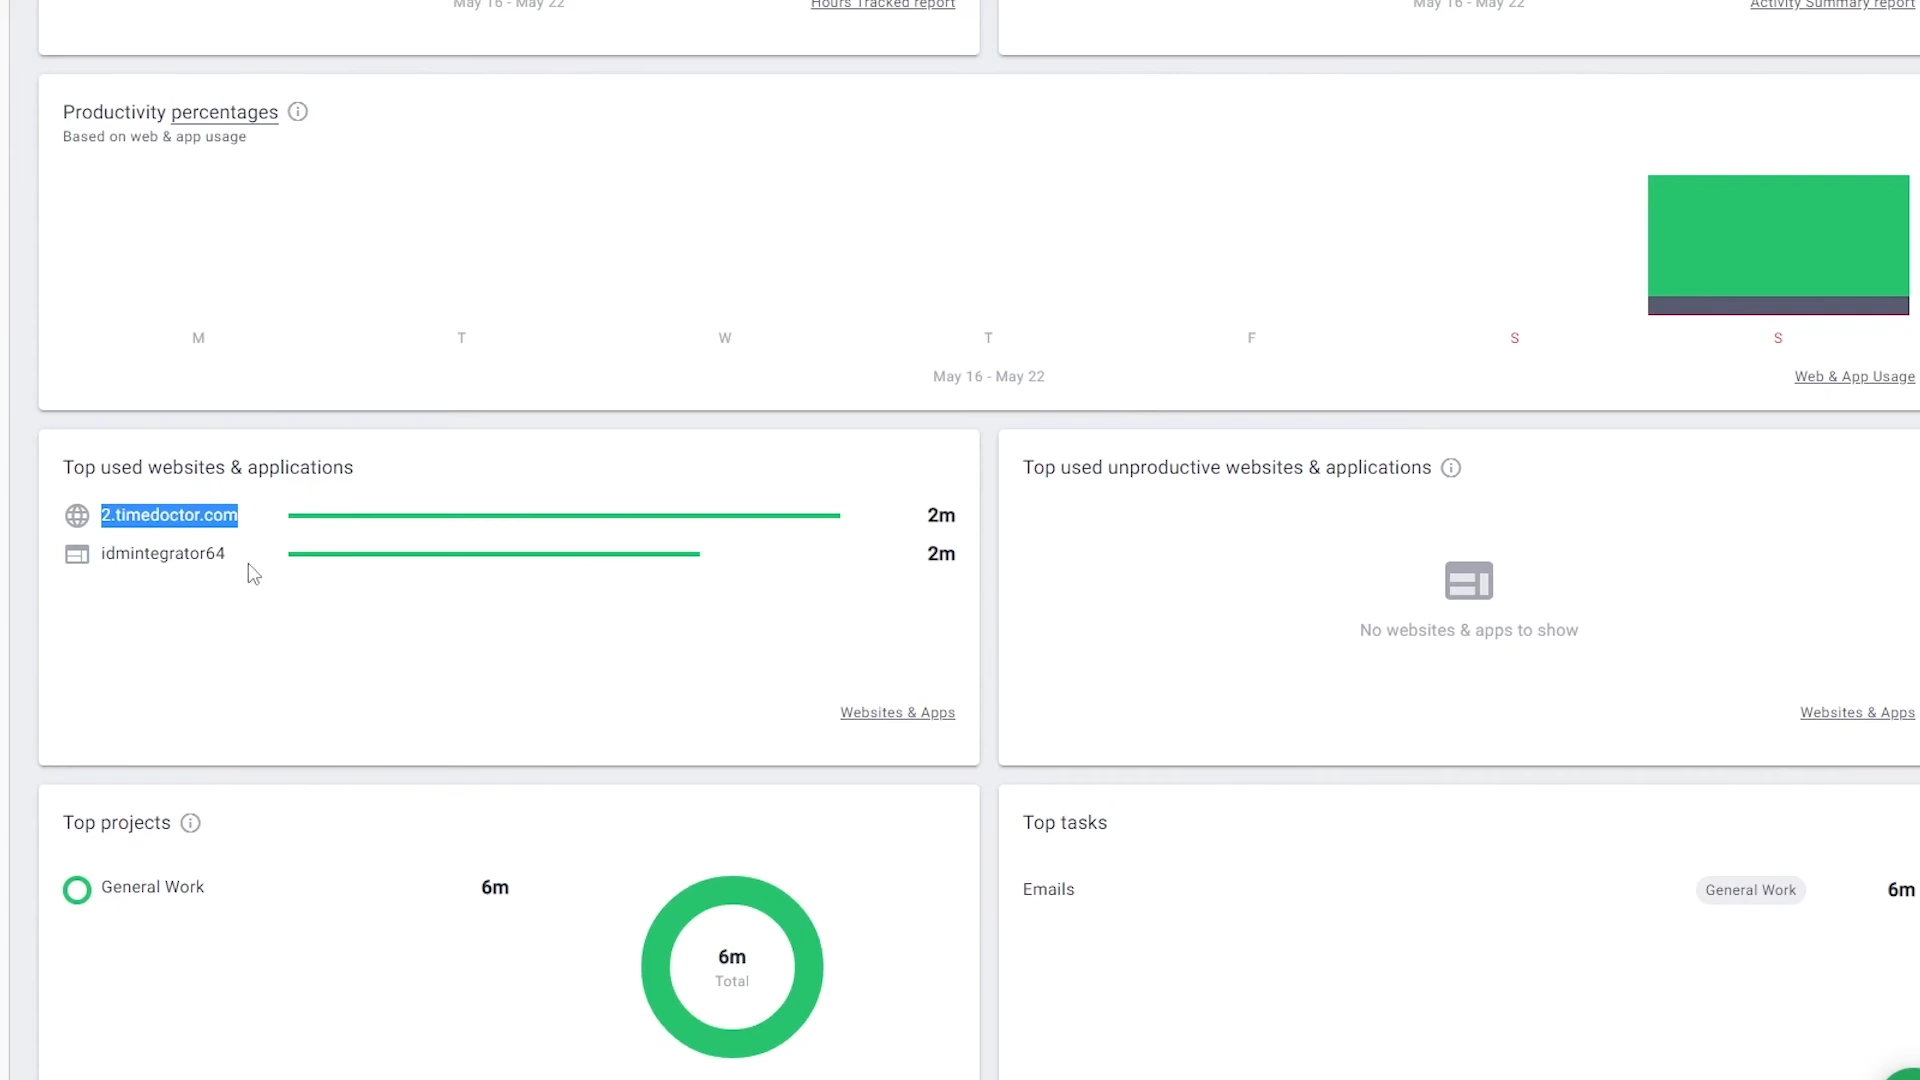 May 16 - May 22
Hours Tracked report
May 16 - May 22
Activity Summary report
Productivity percentages
Based on web & app usage
M T W T F S S
May 16 - May 22
Web & App Usage
Top used websites & applications
2.timedoctor.com 2m
idmintegrator64 2m
Websites & Apps
Top used unproductive websites & applications
No websites & apps to show
Websites & Apps
Top projects
General Work 6m
6m
Total
Top tasks
Emails General Work 6m